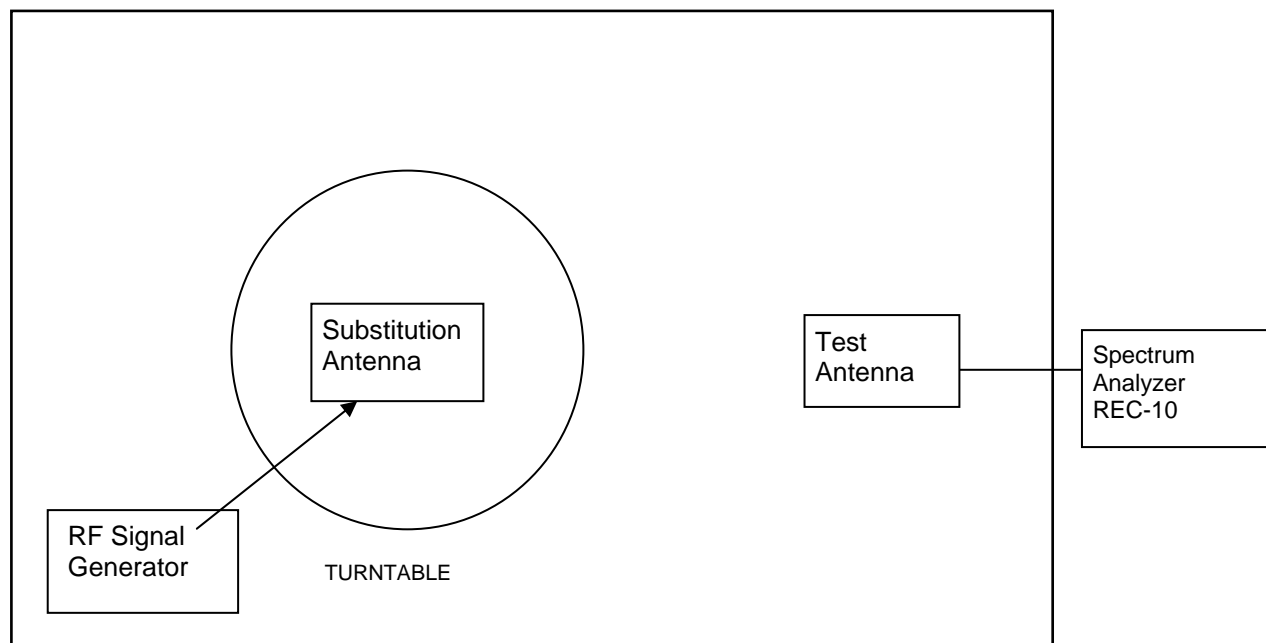 Substitution
Antenna
Test
Antenna
Spectrum
Analyzer
REC-10
RF Signal
Generator
TURNTABLE